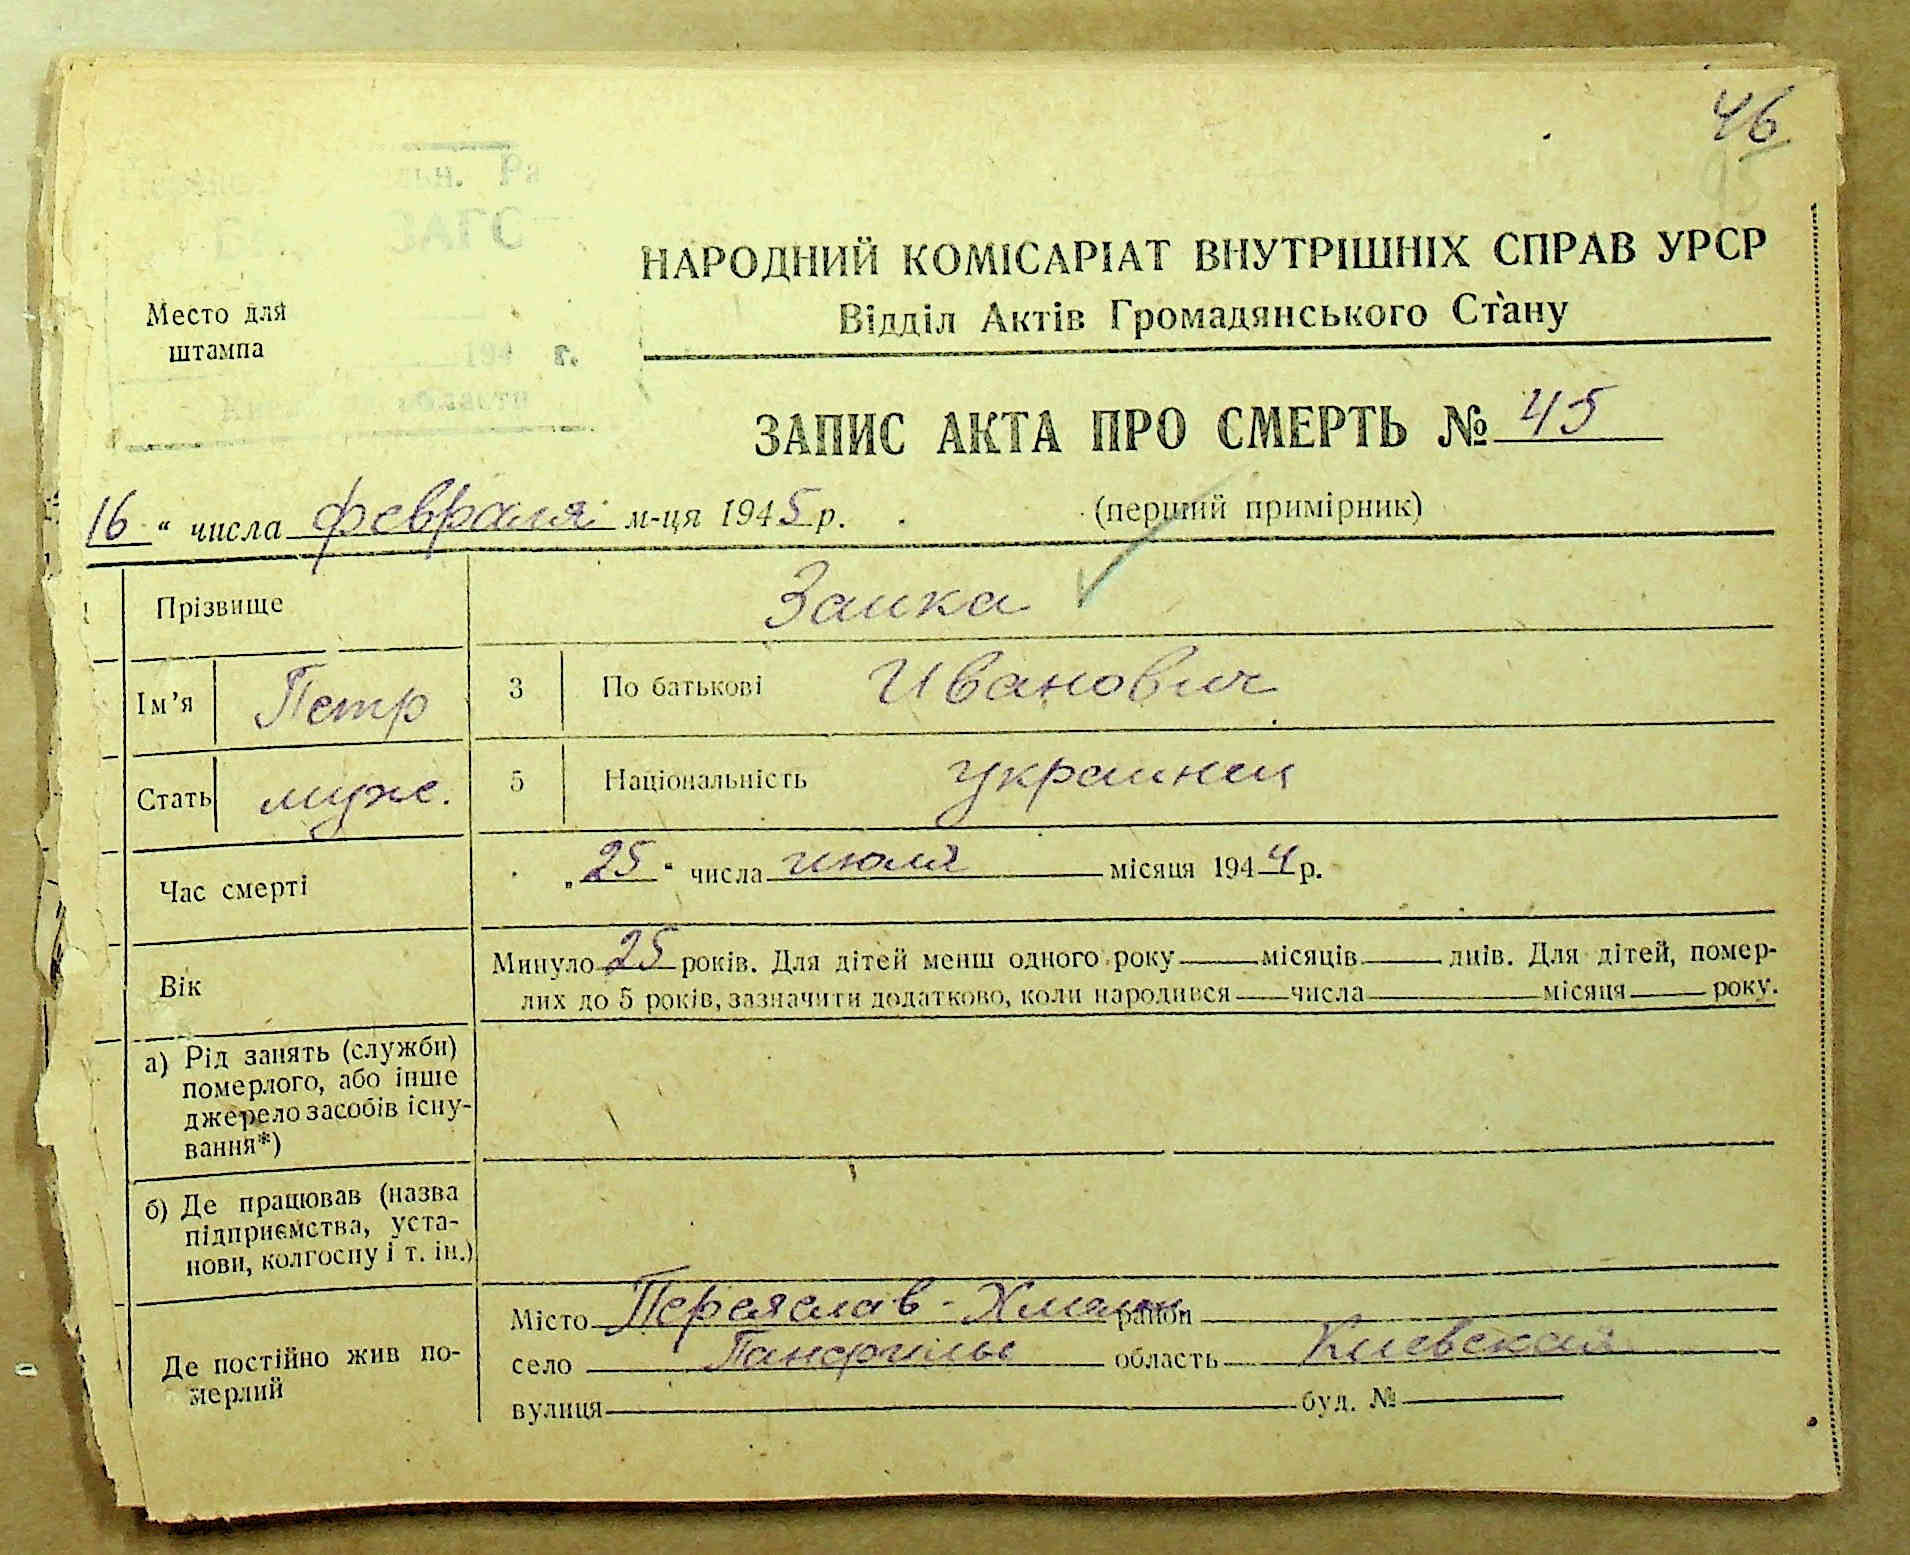 46
ЗАГС
194 г.
области
Место для
штампа
НАРОДНИЙ КОМІСАРІАТ ВНУТРІШНІХ СПРАВ УРСР
Відділ Актів Громадянського Стану
ЗАПИС АКТА ПРО СМЕРТЬ № 45
16 " числа февраля м-ця 1945 р. (перший примірник)
Прізвище Заика
Ім'я Петр 3 По батькові Иванович
Стать муж. 5 Національність украинец
Час смерті „25" числа июля місяця 1944 р.
Вік Минуло 25 років. Для дітей менш одного року місяців днів. Для дітей, помер-
лих до 5 років, зазначити додатково, коли народився числа місяця року.
а) Рід занять (служби)
померлого, або інше
джерело засобів існу-
вання*)
б) Де працював (назва
підприємства, уста-
нови, колгоспу і т. ін.)
Де постійно жив по-
мерлий
Місто Переяслав-Хмельн. район
село Панфилы область Киевская
вулиця буд. №